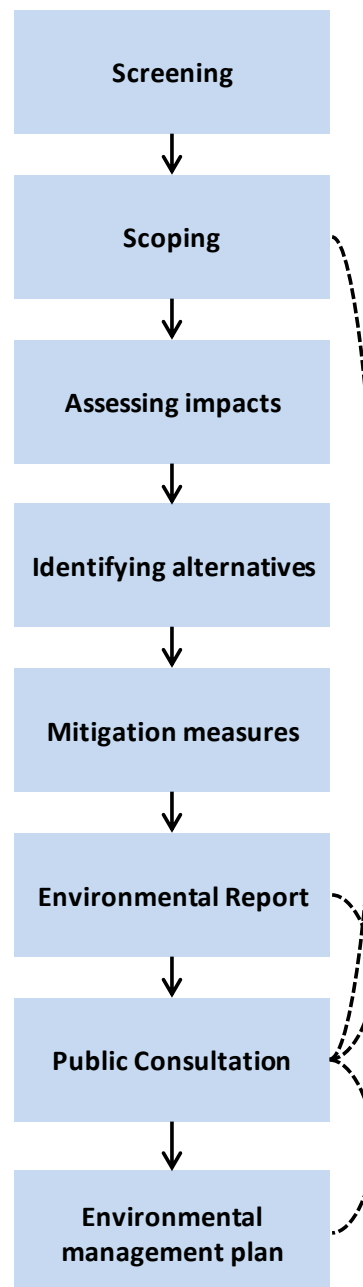 Screening
Scoping
Assessing impacts
Identifying alternatives
Mitigation measures
Environmental Report
Public Consultation
Environmental
management plan